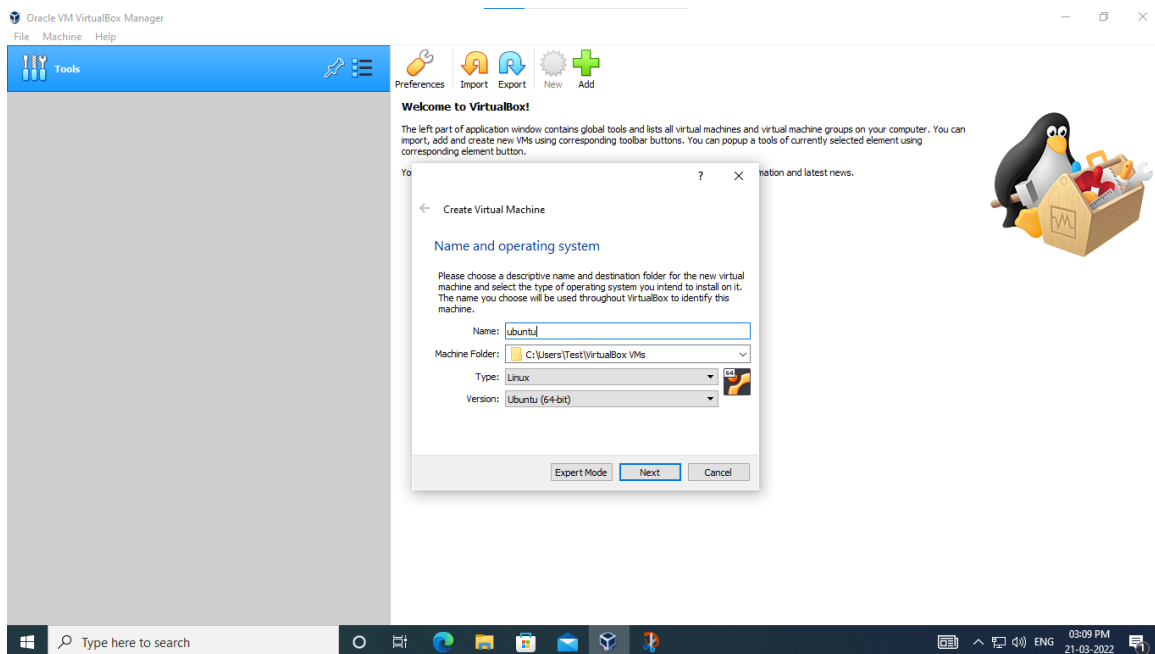 Oracle VM VirtualBox Manager
File Machine Help
Tools
Preferences Import Export New Add
Welcome to VirtualBox!
The left part of application window contains global tools and lists all virtual machines and virtual machine groups on your computer. You can
import, add and create new VMs using corresponding toolbar buttons. You can popup a tools of currently selected element using
corresponding element button.
Yo
mation and latest news.
?
Create Virtual Machine
Name and operating system
Please choose a descriptive name and destination folder for the new virtual
machine and select the type of operating system you intend to install on it.
The name you choose will be used throughout VirtualBox to identify this
machine.
Name: ubuntu
Machine Folder: C:\Users\Test\VirtualBox VMs
Type: Linux
64
Version: Ubuntu (64-bit)
Expert Mode Next Cancel
Type here to search
ENG
03:09 PM
21-03-2022
1